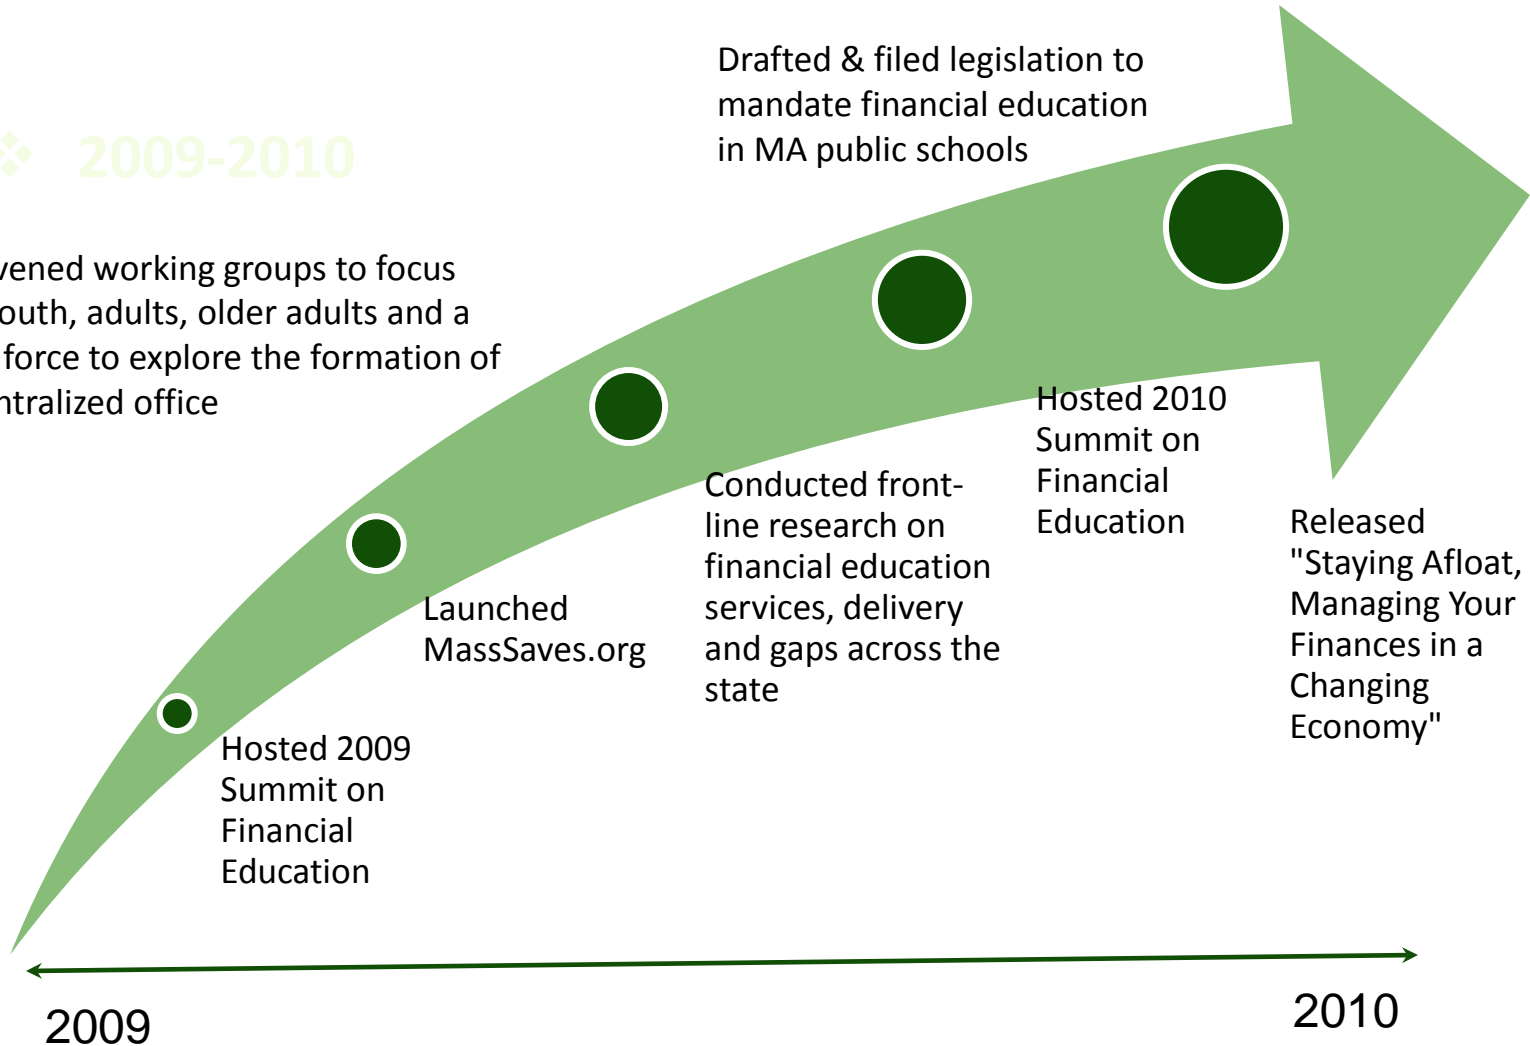 Drafted & filed legislation to
mandate financial education
in MA public schools
❖ 2009-2010
vened working groups to focus
outh, adults, older adults and a
force to explore the formation of
ntralized office
Hosted 2010
Summit on
Financial
Education
Conducted front-
line research on
financial education
services, delivery
and gaps across the
state
Released
"Staying Afloat,
Managing Your
Finances in a
Changing
Economy"
Launched
MassSaves.org
Hosted 2009
Summit on
Financial
Education
2009
2010